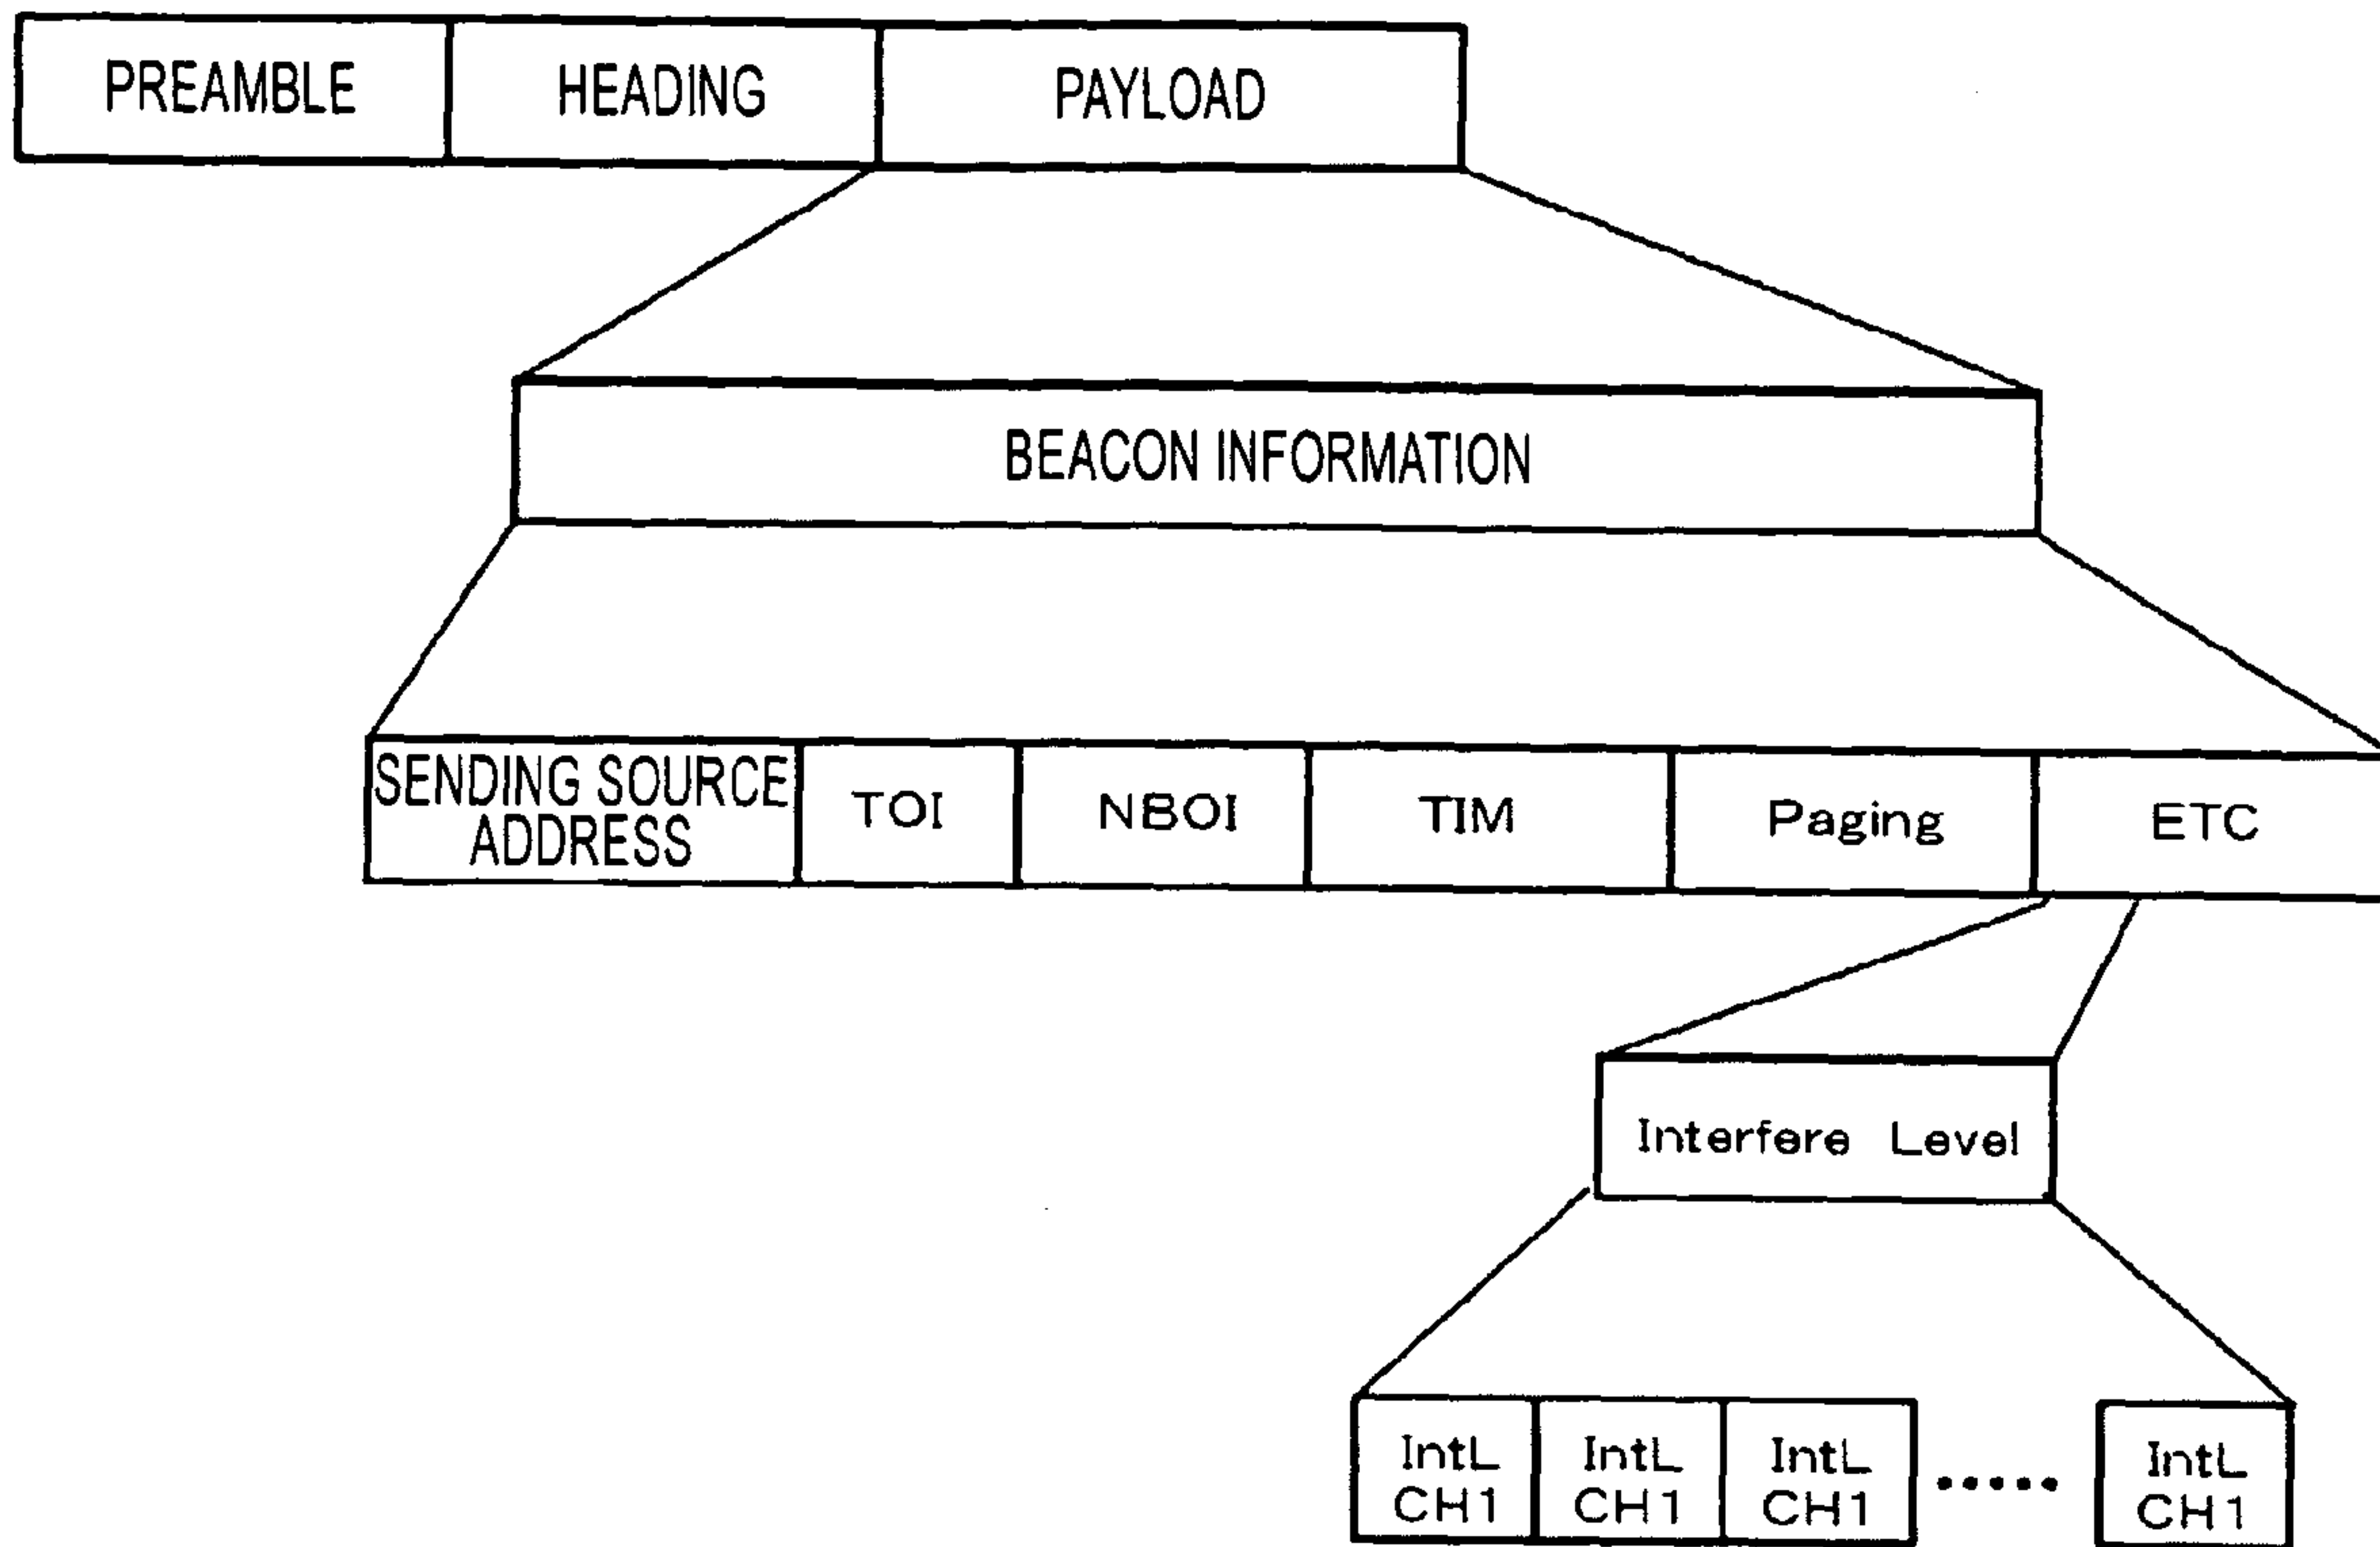 PREAMBLE HEADING PAYLOAD
BEACON INFORMATION
SENDING SOURCE ADDRESS
TOI NBOI TIM Paging ETC
Interfere Level
IntL CH1 IntL CH1 IntL CH1 ..... IntL CH1